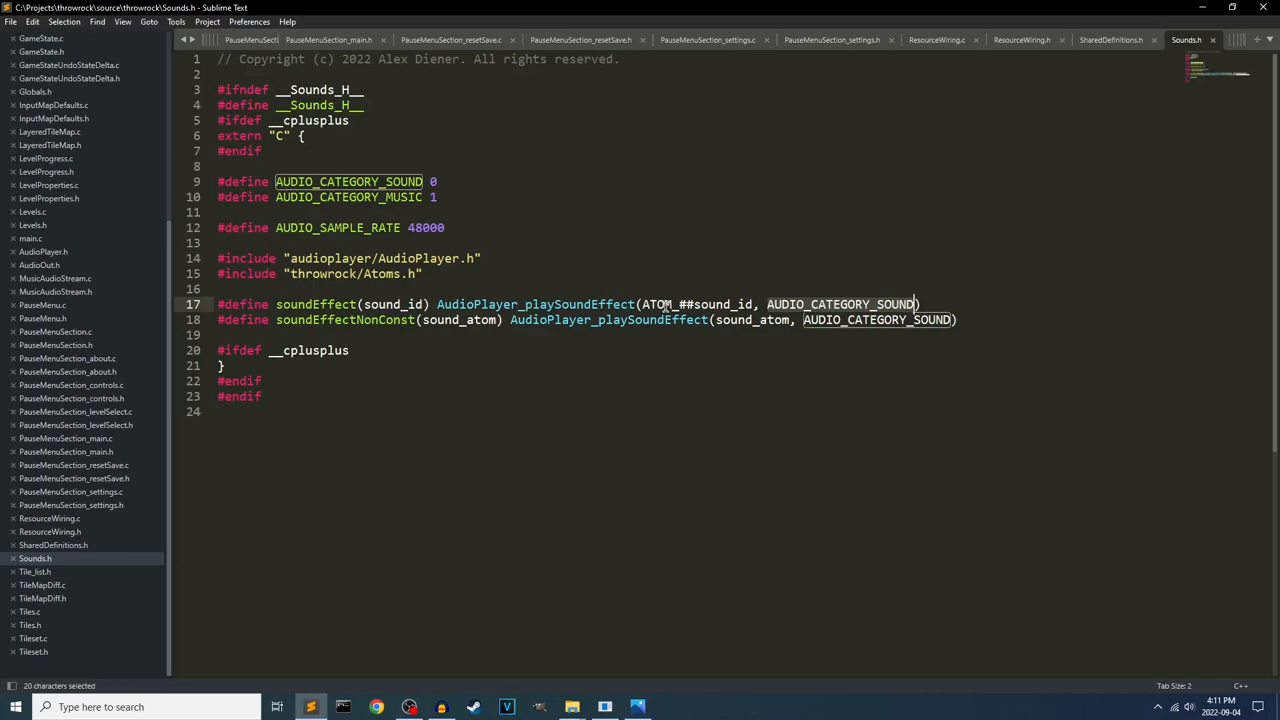 C:\Projects\throwrock\source\throwrock\Sounds.h - Sublime Text
File Edit Selection Find View Goto Tools Project Preferences Help
PauseMenuSecti PauseMenuSection_main.h PauseMenuSection_resetSave.c PauseMenuSection_resetSave.h PauseMenuSection_settings.c PauseMenuSection_settings.h ResourceWiring.c ResourceWiring.h SharedDefinitions.h Sounds.h
GameState.c
GameState.h
GameStateUndoStateDelta.c
GameStateUndoStateDelta.h
Globals.h
InputMapDefaults.c
InputMapDefaults.h
LayeredTileMap.c
LayeredTileMap.h
LevelProgress.c
LevelProgress.h
LevelProperties.c
LevelProperties.h
Levels.c
Levels.h
main.c
AudioPlayer.h
AudioOut.h
MusicAudioStream.c
MusicAudioStream.h
PauseMenu.c
PauseMenu.h
PauseMenuSection.c
PauseMenuSection.h
PauseMenuSection_about.c
PauseMenuSection_about.h
PauseMenuSection_controls.c
PauseMenuSection_controls.h
PauseMenuSection_levelSelect.c
PauseMenuSection_levelSelect.h
PauseMenuSection_main.c
PauseMenuSection_main.h
PauseMenuSection_resetSave.c
PauseMenuSection_resetSave.h
PauseMenuSection_settings.c
PauseMenuSection_settings.h
ResourceWiring.c
ResourceWiring.h
SharedDefinitions.h
Sounds.h
Tile_list.h
TileMapDiff.c
TileMapDiff.h
Tiles.c
Tiles.h
Tileset.c
Tileset.h
1 // Copyright (c) 2022 Alex Diener. All rights reserved.
2
3 #ifndef __Sounds_H__
4 #define __Sounds_H__
5 #ifdef __cplusplus
6 extern "C" {
7 #endif
8
9 #define AUDIO_CATEGORY_SOUND 0
10 #define AUDIO_CATEGORY_MUSIC 1
11
12 #define AUDIO_SAMPLE_RATE 48000
13
14 #include "audioplayer/AudioPlayer.h"
15 #include "throwrock/Atoms.h"
16
17 #define soundEffect(sound_id) AudioPlayer_playSoundEffect(ATOM_##sound_id, AUDIO_CATEGORY_SOUND)
18 #define soundEffectNonConst(sound_atom) AudioPlayer_playSoundEffect(sound_atom, AUDIO_CATEGORY_SOUND)
19
20 #ifdef __cplusplus
21 }
22 #endif
23 #endif
24
20 characters selected
Tab Size: 2 C++
Type here to search
4:11 PM
2022-09-04